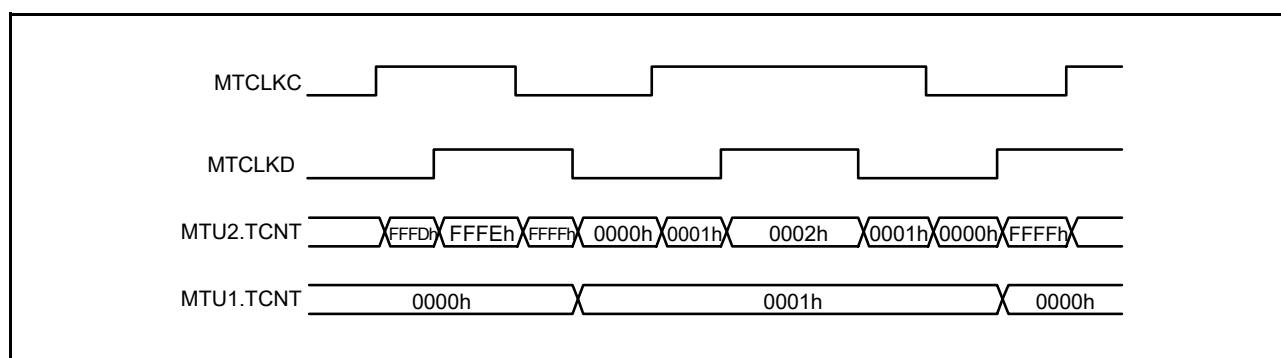 MTCLKC
MTCLKD
MTU2.TCNT FFFDh FFFEh FFFFh 0000h 0001h 0002h 0001h 0000h FFFFh
MTU1.TCNT 0000h 0001h 0000h